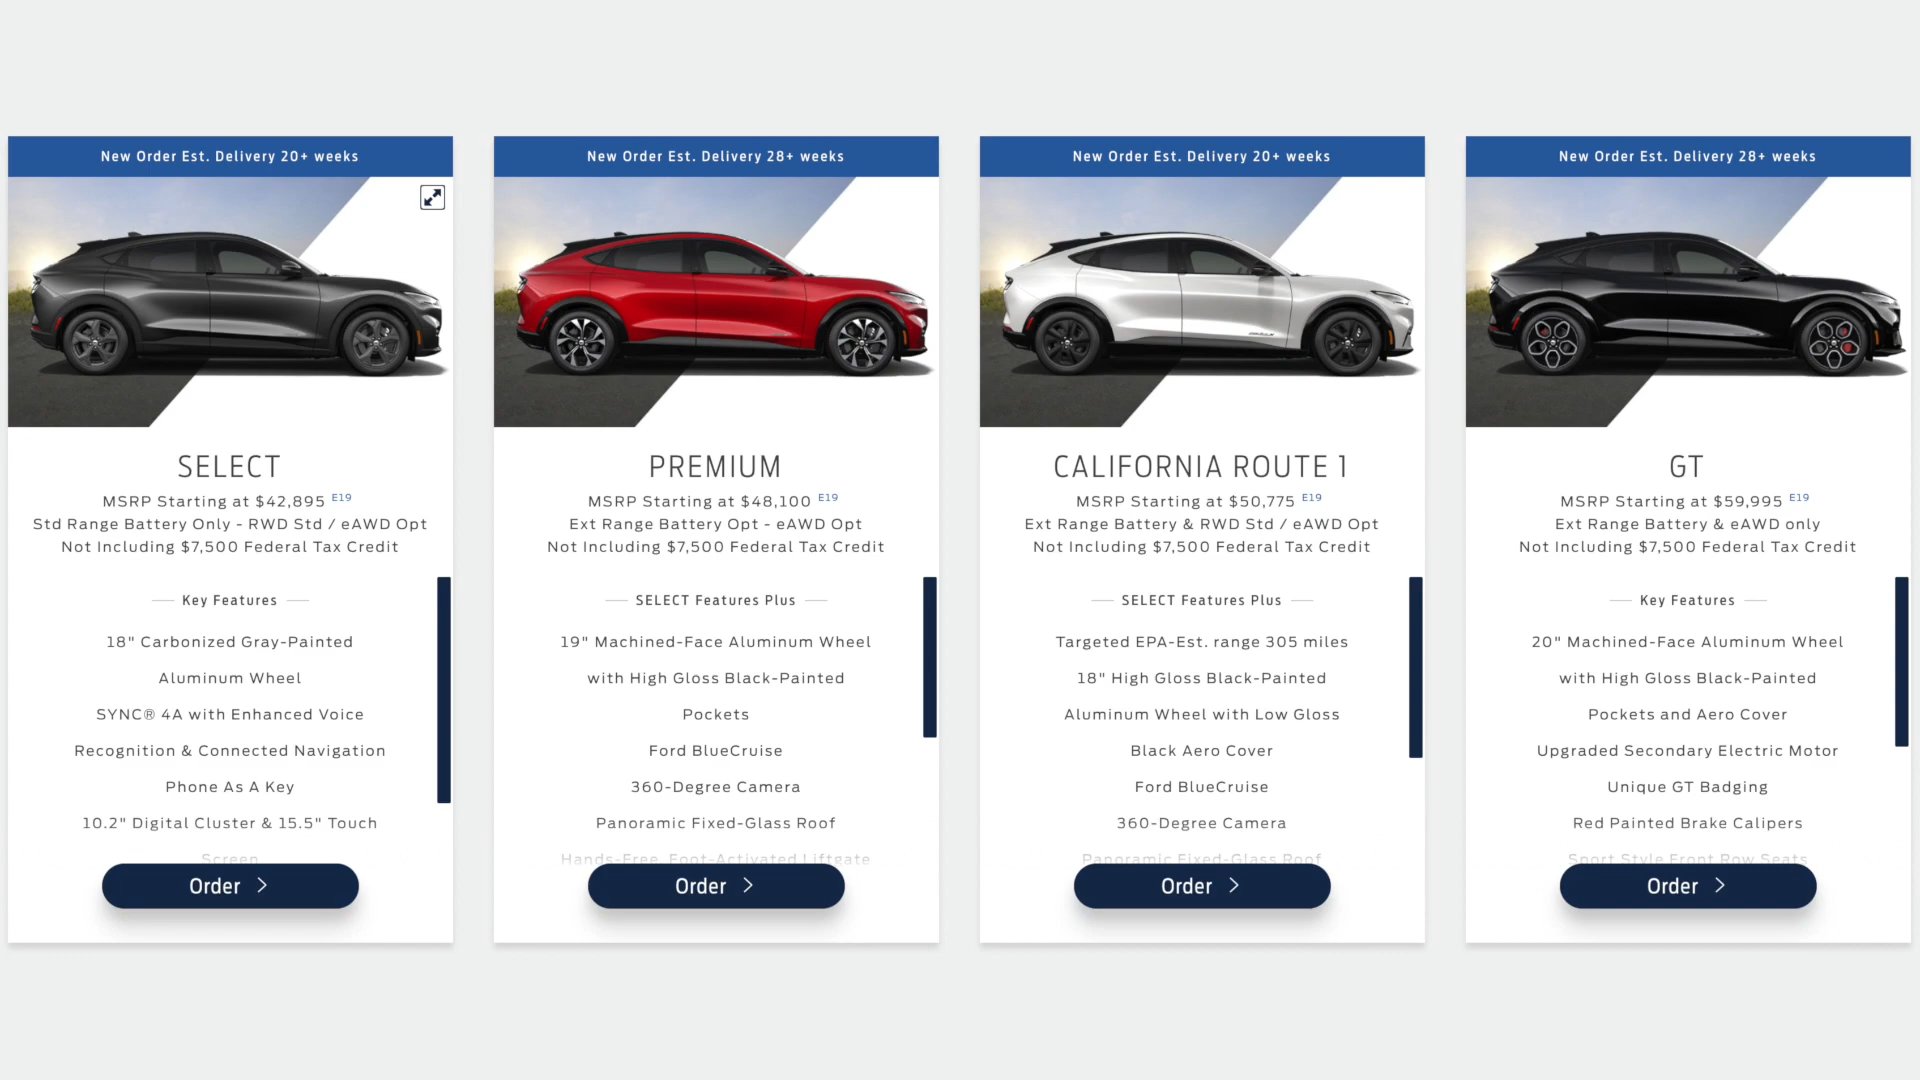 New Order Est. Delivery 20+ weeks
SELECT
MSRP Starting at $42,895 E19
Std Range Battery Only - RWD Std / eAWD Opt
Not Including $7,500 Federal Tax Credit
Key Features
18" Carbonized Gray-Painted
Aluminum Wheel
SYNC® 4A with Enhanced Voice
Recognition & Connected Navigation
Phone As A Key
10.2" Digital Cluster & 15.5" Touch
Screen
Order
New Order Est. Delivery 28+ weeks
PREMIUM
MSRP Starting at $48,100 E19
Ext Range Battery Opt - eAWD Opt
Not Including $7,500 Federal Tax Credit
SELECT Features Plus
19" Machined-Face Aluminum Wheel
with High Gloss Black-Painted
Pockets
Ford BlueCruise
360-Degree Camera
Panoramic Fixed-Glass Roof
Hands-Free, Foot-Activated Liftgate
Order
New Order Est. Delivery 20+ weeks
CALIFORNIA ROUTE 1
MSRP Starting at $50,775 E19
Ext Range Battery & RWD Std / eAWD Opt
Not Including $7,500 Federal Tax Credit
SELECT Features Plus
Targeted EPA-Est. range 305 miles
18" High Gloss Black-Painted
Aluminum Wheel with Low Gloss
Black Aero Cover
Ford BlueCruise
360-Degree Camera
Panoramic Fixed-Glass Roof
Order
New Order Est. Delivery 28+ weeks
GT
MSRP Starting at $59,995 E19
Ext Range Battery & eAWD only
Not Including $7,500 Federal Tax Credit
Key Features
20" Machined-Face Aluminum Wheel
with High Gloss Black-Painted
Pockets and Aero Cover
Upgraded Secondary Electric Motor
Unique GT Badging
Red Painted Brake Calipers
Sport Style Front Row Seats
Order